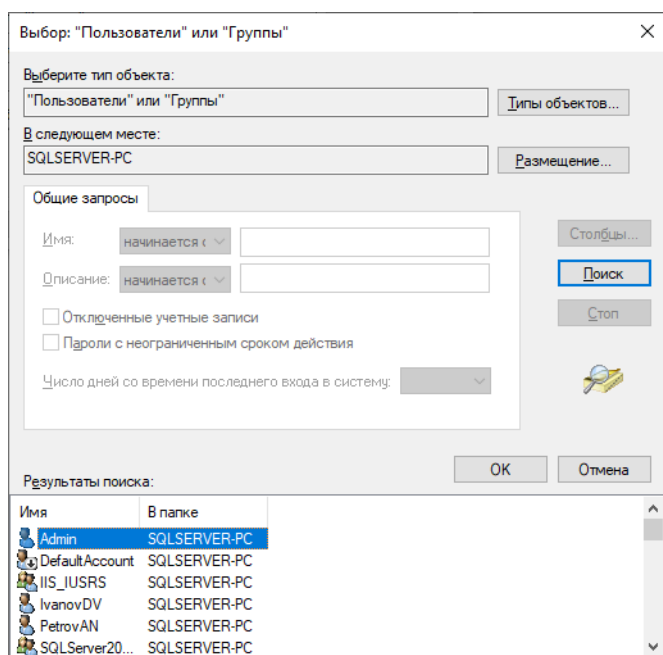 Выбор: "Пользователи" или "Группы"
Выберите тип объекта:
"Пользователи" или "Группы"
Типы объектов...
В следующем месте:
SQLSERVER-PC
Размещение...
Общие запросы
Имя:
начинается с
Столбцы...
Описание:
начинается с
Поиск
Отключенные учетные записи
Стоп
Пароли с неограниченным сроком действия
Число дней со времени последнего входа в систему:
ОК
Отмена
Результаты поиска:
Имя В папке
Admin SQLSERVER-PC
DefaultAccount SQLSERVER-PC
IIS_IUSRS SQLSERVER-PC
IvanovDV SQLSERVER-PC
PetrovAN SQLSERVER-PC
SQLServer20... SQLSERVER-PC